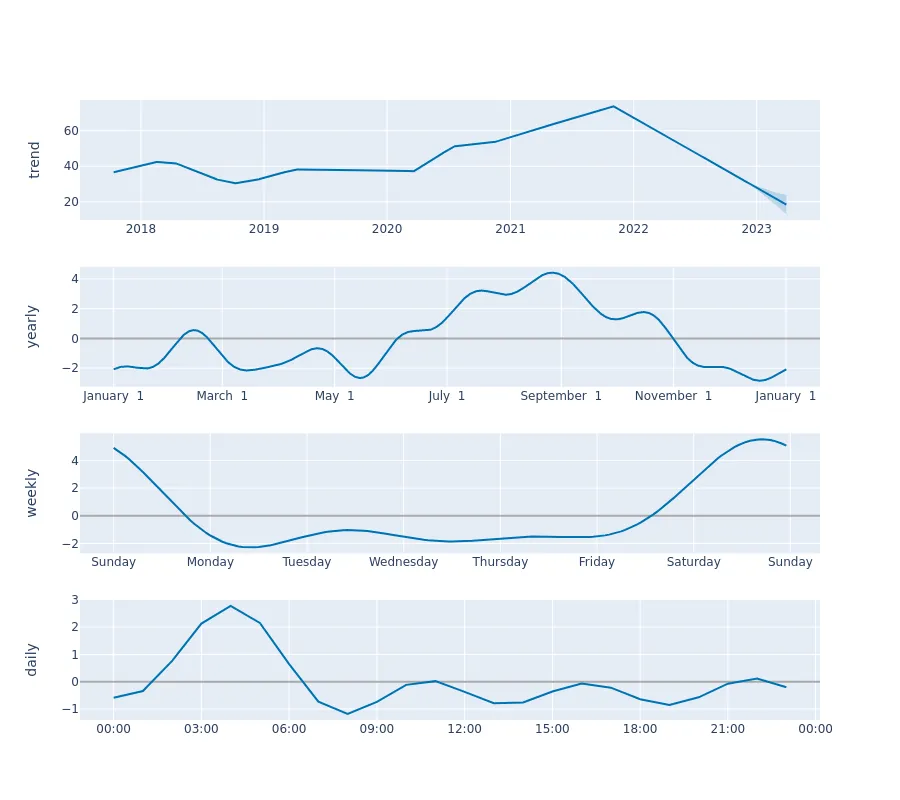 trend
60
40
20
2018 2019 2020 2021 2022 2023
yearly
4
2
0
−2
January 1 March 1 May 1 July 1 September 1 November 1 January 1
weekly
4
2
0
−2
Sunday Monday Tuesday Wednesday Thursday Friday Saturday Sunday
daily
3
2
1
0
−1
00:00 03:00 06:00 09:00 12:00 15:00 18:00 21:00 00:00